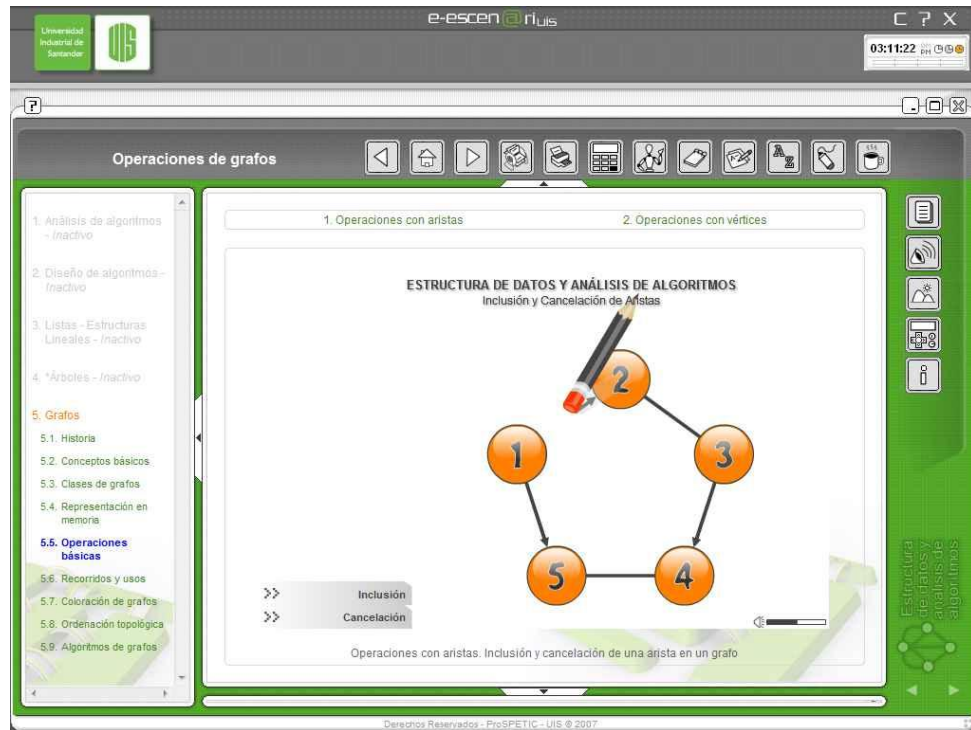 Universidad
Industrial de
Santander
UIS
e-escen@riUIS
C ? X
03:11:22 PM
?
Operaciones de grafos
A
Z
1. Análisis de algoritmos
- Inactivo
2. Diseño de algoritmos -
Inactivo
3. Listas - Estructuras
Lineales - Inactivo
4. *Árboles - Inactivo
5. Grafos
5.1. Historia
5.2. Conceptos básicos
5.3. Clases de grafos
5.4. Representación en
memoria
5.5. Operaciones
básicas
5.6. Recorridos y usos
5.7. Coloración de grafos
5.8. Ordenación topológica
5.9. Algoritmos de grafos
1. Operaciones con aristas
2. Operaciones con vértices
ESTRUCTURA DE DATOS Y ANÁLISIS DE ALGORITMOS
Inclusión y Cancelación de Aristas
2
1
3
5
4
>> Inclusión
>> Cancelación
Operaciones con aristas. Inclusión y cancelación de una arista en un grafo
i
Estructura
de datos y
análisis de
algoritmos
Derechos Reservados - ProSPETIC - UIS @ 2007